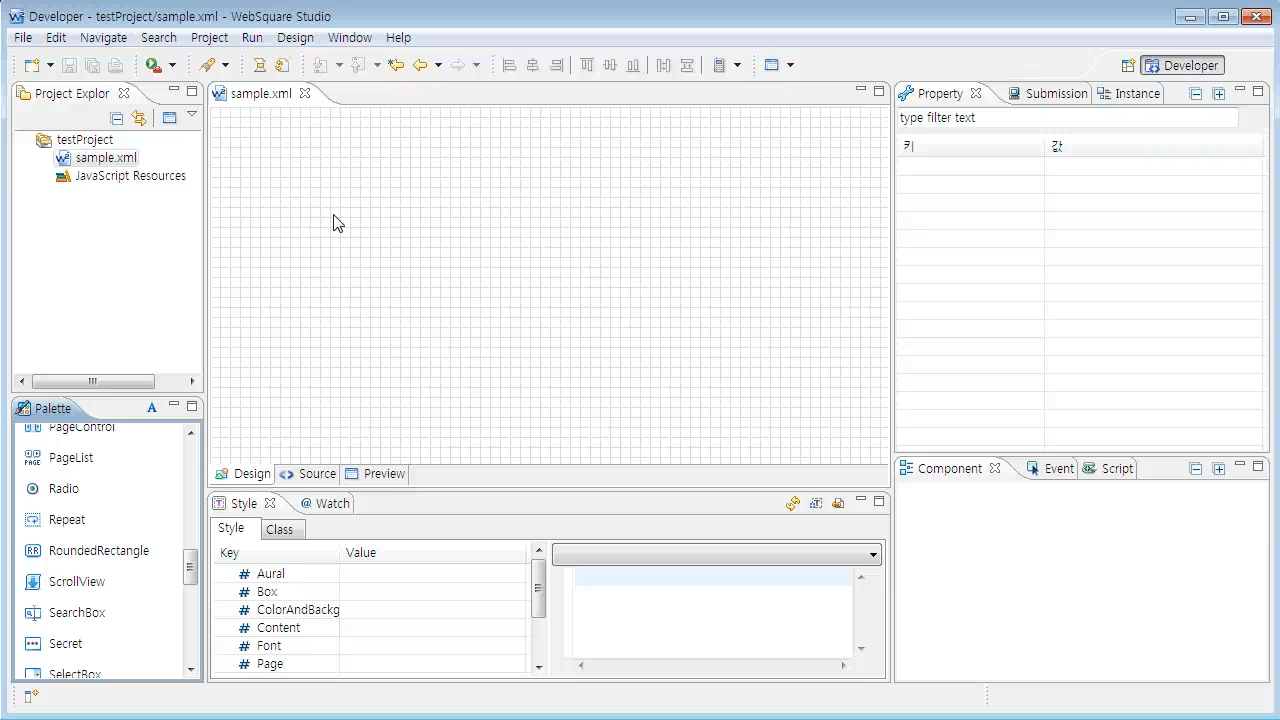 Developer - testProject/sample.xml - WebSquare Studio
File Edit Navigate Search Project Run Design Window Help
Developer
Project Explor
testProject
sample.xml
JavaScript Resources
sample.xml
Design Source Preview
Property Submission Instance
type filter text
키 값
Palette
A
PageControl
PageList
Radio
Repeat
RoundedRectangle
ScrollView
SearchBox
Secret
SelectBox
Style Watch
Style Class
Key Value
Aural
Box
ColorAndBackg
Content
Font
Page
Component Event Script